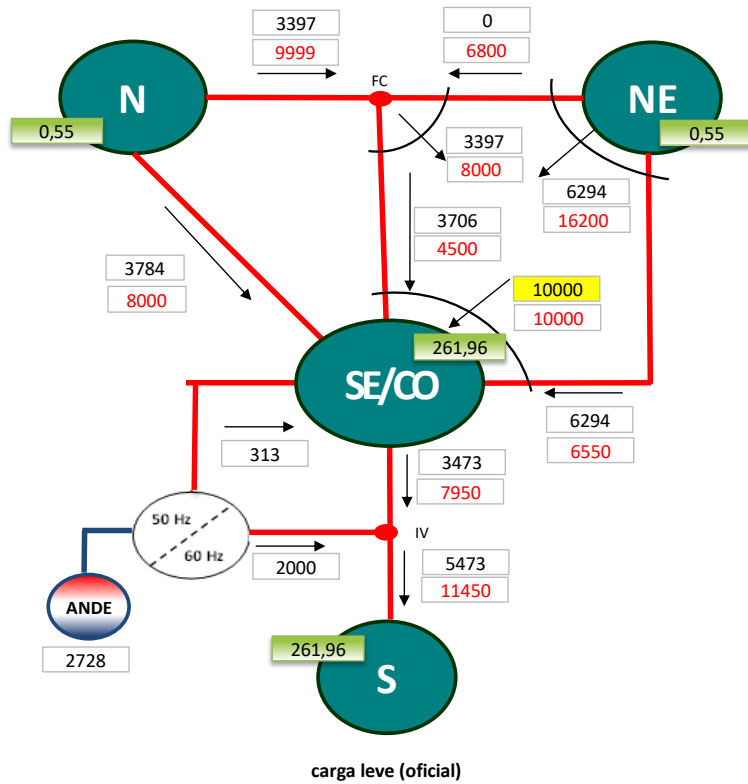 3397
9999
0
6800
FC
N
NE
0,55
0,55
3397
8000
6294
16200
3706
4500
3784
8000
10000
10000
261,96
SE/CO
6294
6550
313
3473
7950
50 Hz
60 Hz
IV
2000
5473
11450
ANDE
2728
261,96
S
carga leve (oficial)